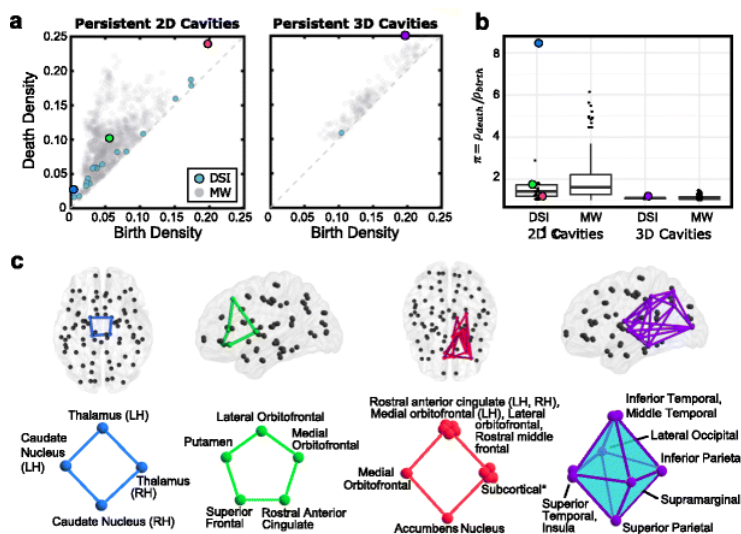 a
Persistent 2D Cavities
Persistent 3D Cavities
Death Density
0.25
0.20
0.15
0.10
0.05
0
0
0.05
0.10
0.15
0.20
0.25
Birth Density
DSI
MW
0
0.05
0.10
0.15
0.20
0.25
Birth Density
b
π = ρdeath/ρbirth
8
6
4
2
DSI
MW
DSI
MW
2D Cavities
3D Cavities
c
Thalamus (LH)
Caudate
Nucleus
(LH)
Thalamus
(RH)
Caudate Nucleus (RH)
Lateral Orbitofrontal
Putamen
Medial
Orbitofrontal
Superior
Frontal
Rostral Anterior
Cingulate
Rostral anterior cingulate (LH, RH),
Medial orbitofrontal (LH), Lateral
orbitofrontal,
Rostral middle
frontal
Medial
Orbitofrontal
Subcortical*
Accumbens Nucleus
Inferior Temporal,
Middle Temporal
Lateral Occipital
Inferior Parieta
Supramarginal
Superior
Temporal,
Insula
Superior Parietal